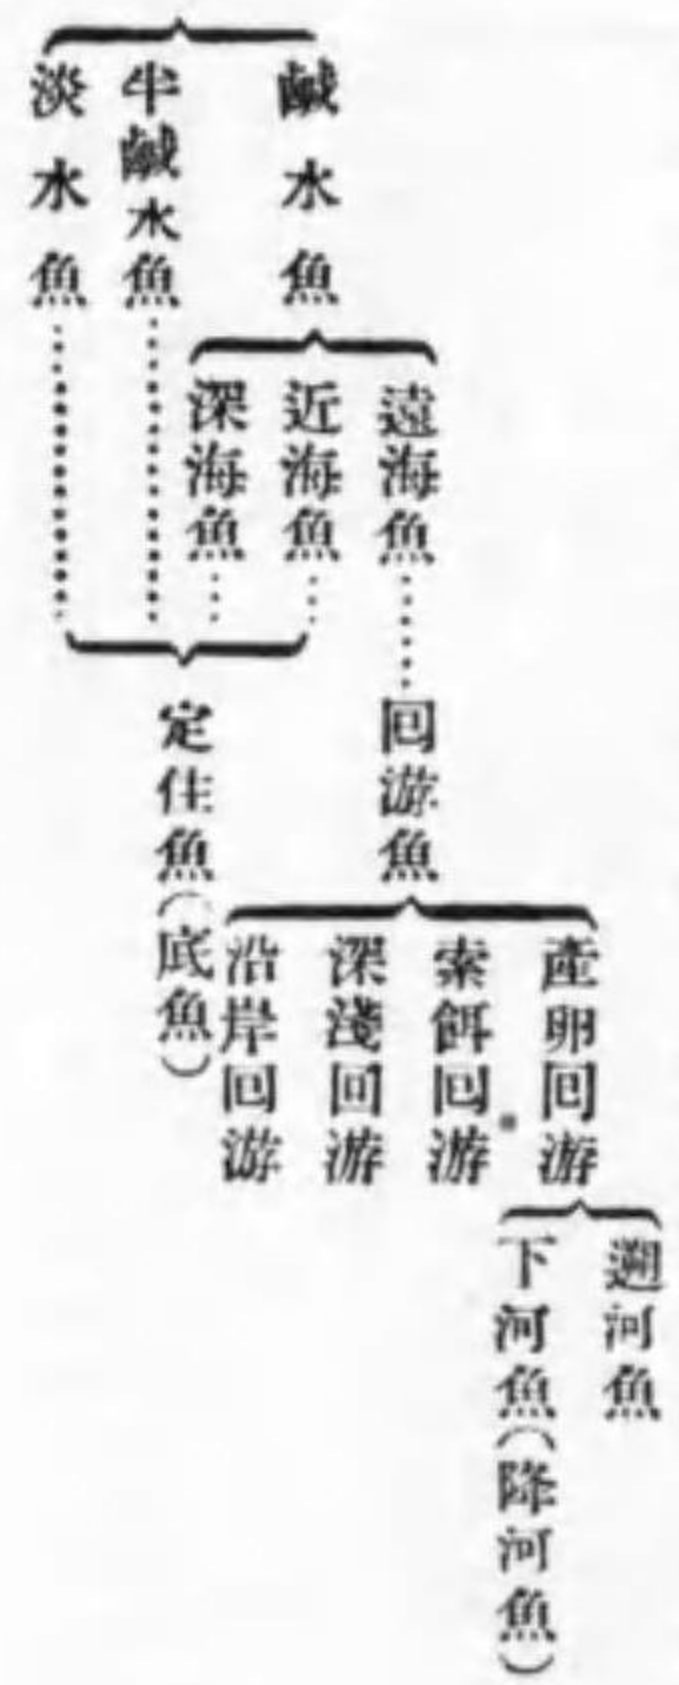 鹹水魚
半鹹水魚
淡水魚
遠海魚
近海魚
深海魚
回游魚
定住魚（底魚）
產卵回游
索餌回游
深淺回游
沿岸回游
遡河魚
下河魚（降河魚）